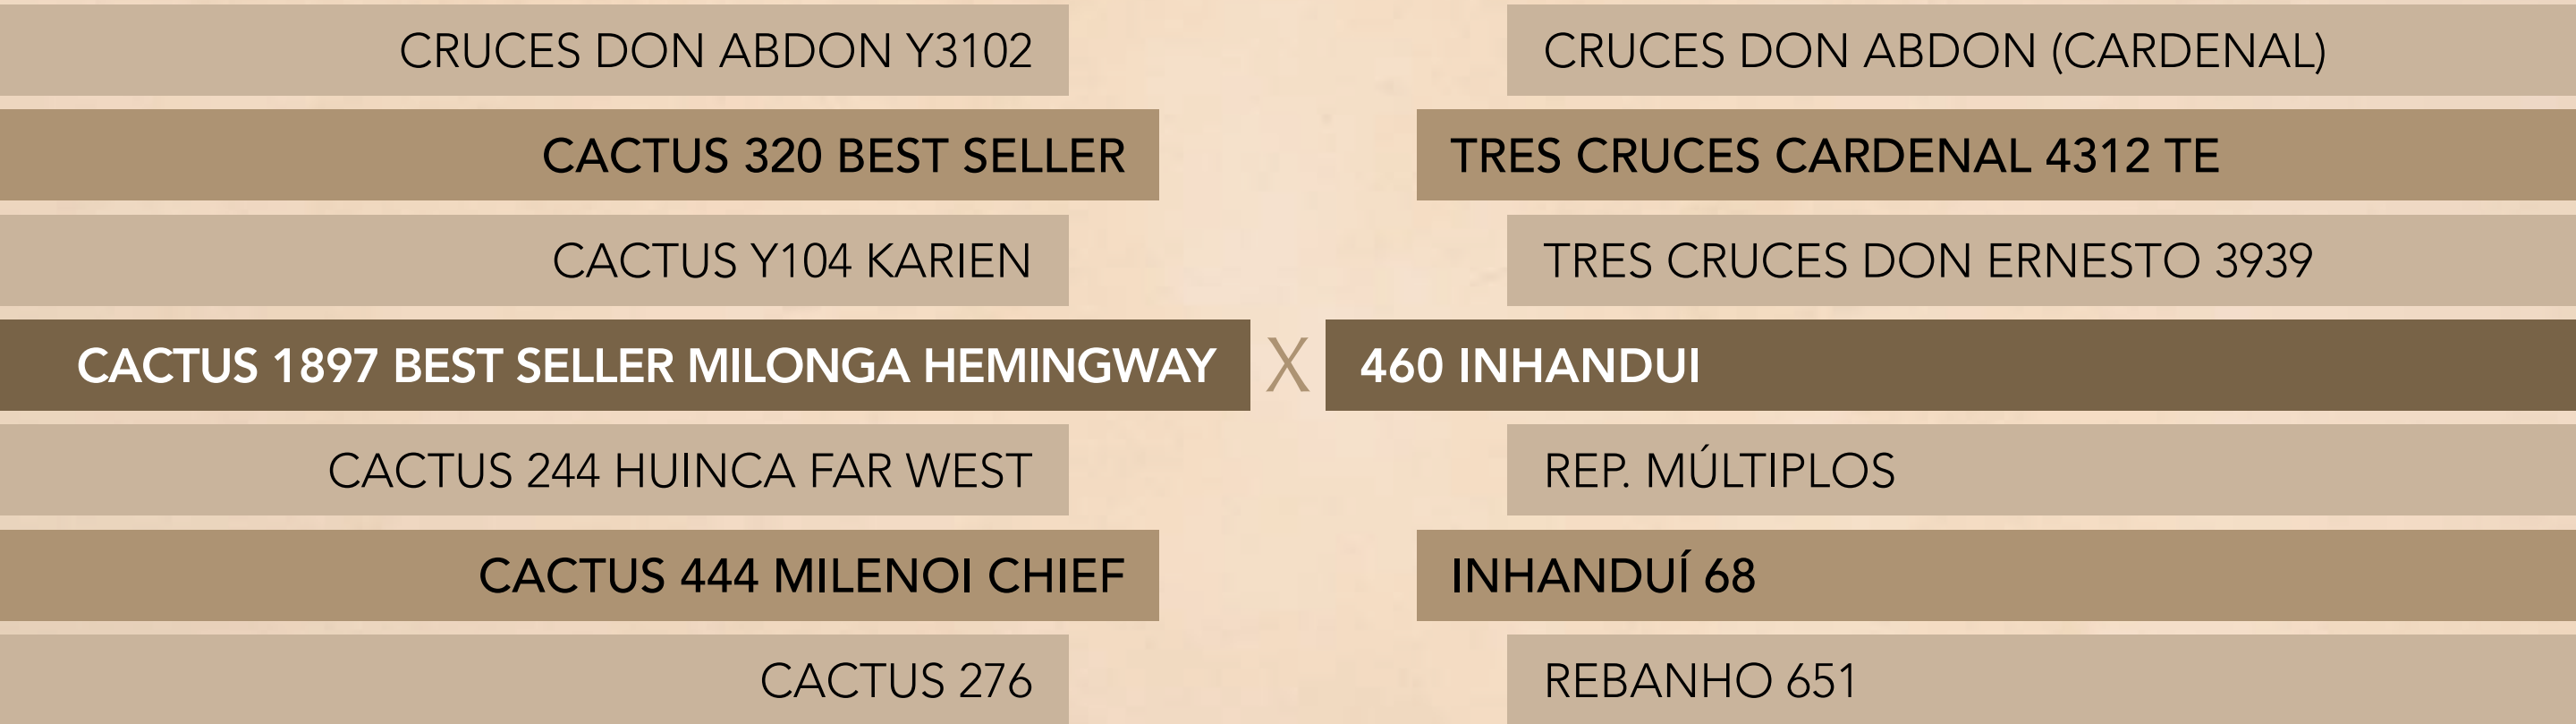 CRUCES DON ABDON Y3102
CACTUS 320 BEST SELLER
CACTUS Y104 KARIEN
CACTUS 1897 BEST SELLER MILONGA HEMINGWAY
CACTUS 244 HUINCA FAR WEST
CACTUS 444 MILENOI CHIEF
CACTUS 276
X
CRUCES DON ABDON (CARDENAL)
TRES CRUCES CARDENAL 4312 TE
TRES CRUCES DON ERNESTO 3939
460 INHANDUI
REP. MÚLTIPLOS
INHANDUÍ 68
REBANHO 651